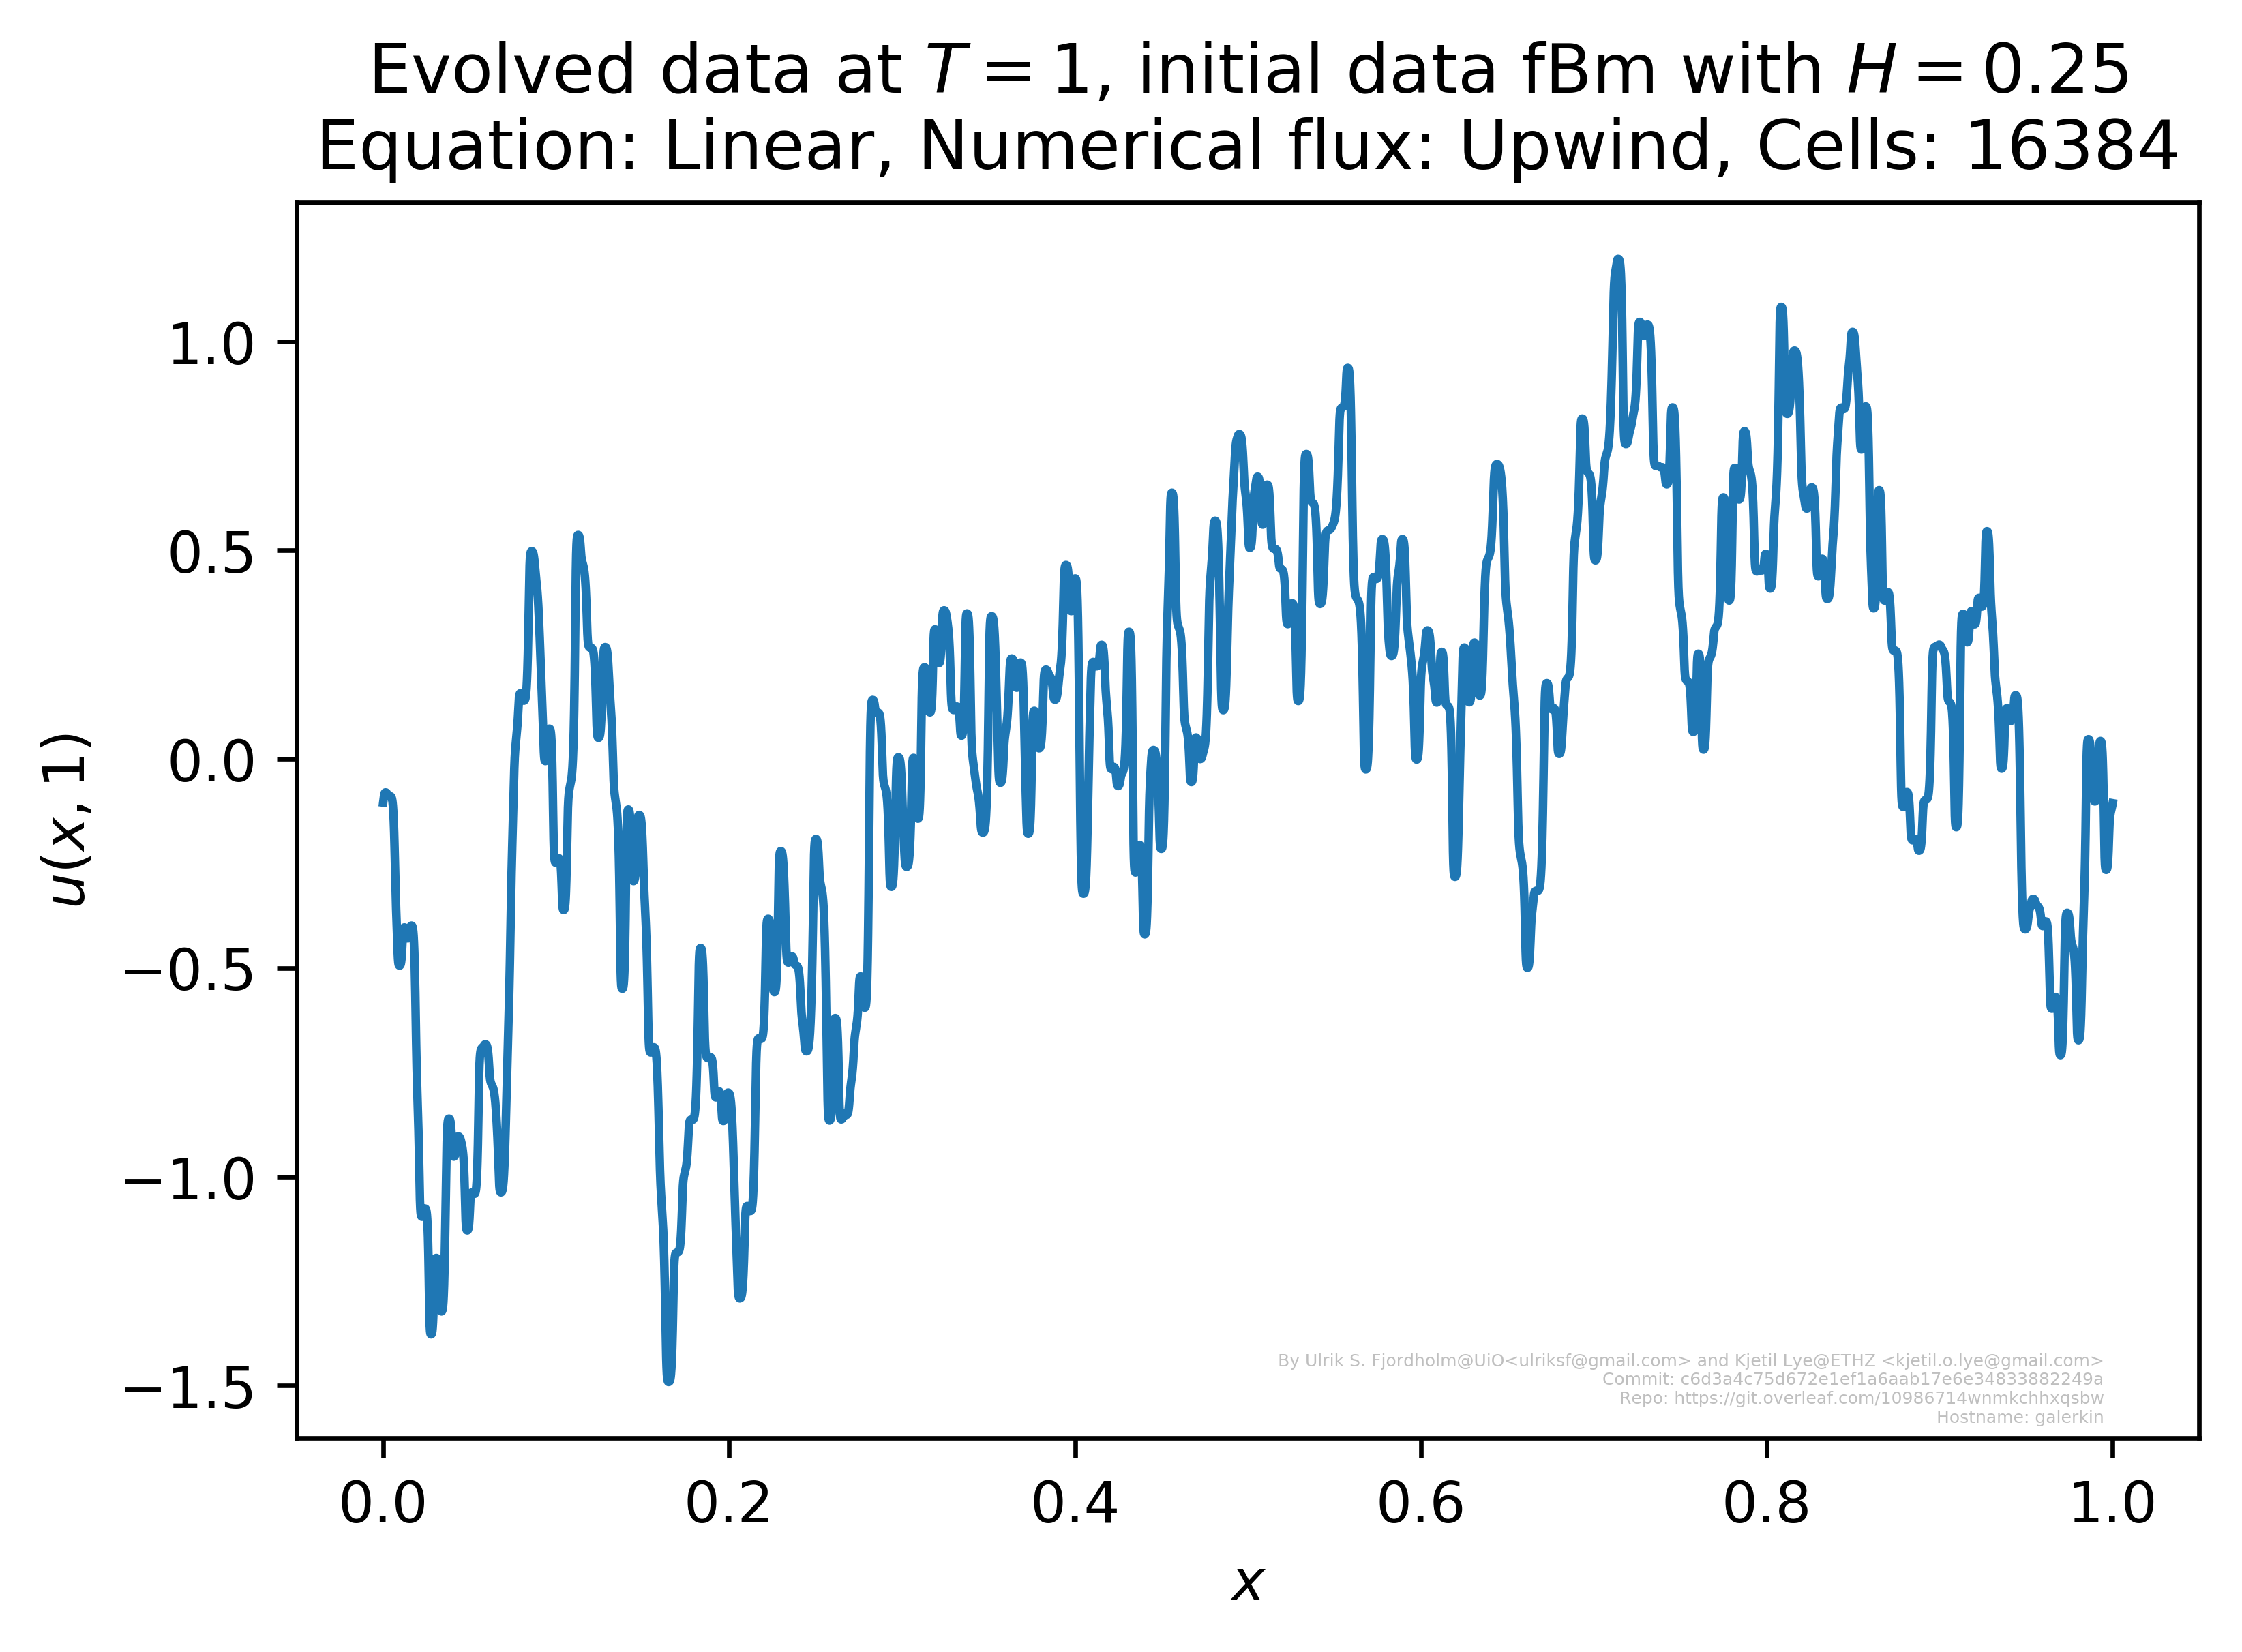 Evolved data at T = 1, initial data fBm with H = 0.25
Equation: Linear, Numerical flux: Upwind, Cells: 16384
1.0
0.5
0.0
−0.5
−1.0
−1.5
u(x, 1)
By Ulrik S. Fjordholm@UiO<ulriksf@gmail.com> and Kjetil Lye@ETHZ <kjetil.o.lye@gmail.com>
Commit: c6d3a4c75d672e1ef1a6aab17e6e34833882249a
Repo: https://git.overleaf.com/10986714wnmkchhxqsbw
Hostname: galerkin
0.0 0.2 0.4 0.6 0.8 1.0
x